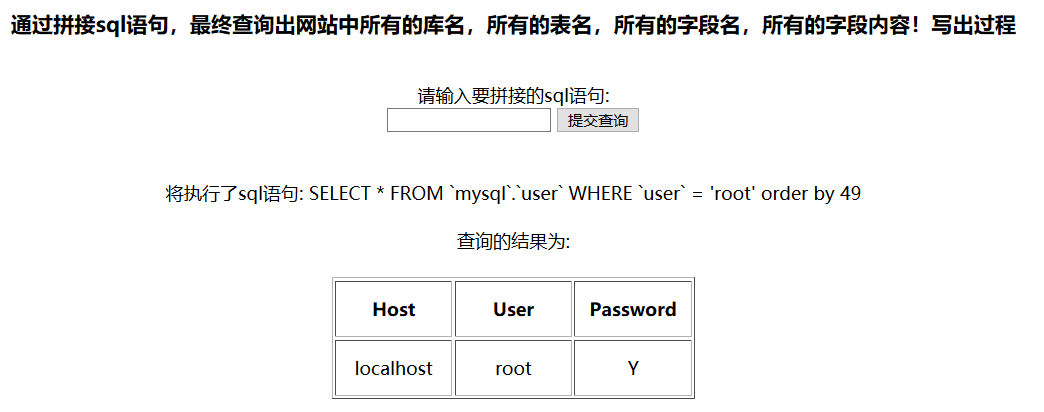 通过拼接sql语句，最终查询出网站中所有的库名，所有的表名，所有的字段名，所有的字段内容！写出过程
请输入要拼接的sql语句:
提交查询
将执行了sql语句: SELECT * FROM `mysql`.`user` WHERE `user` = 'root' order by 49
查询的结果为:
Host User Password
localhost root Y